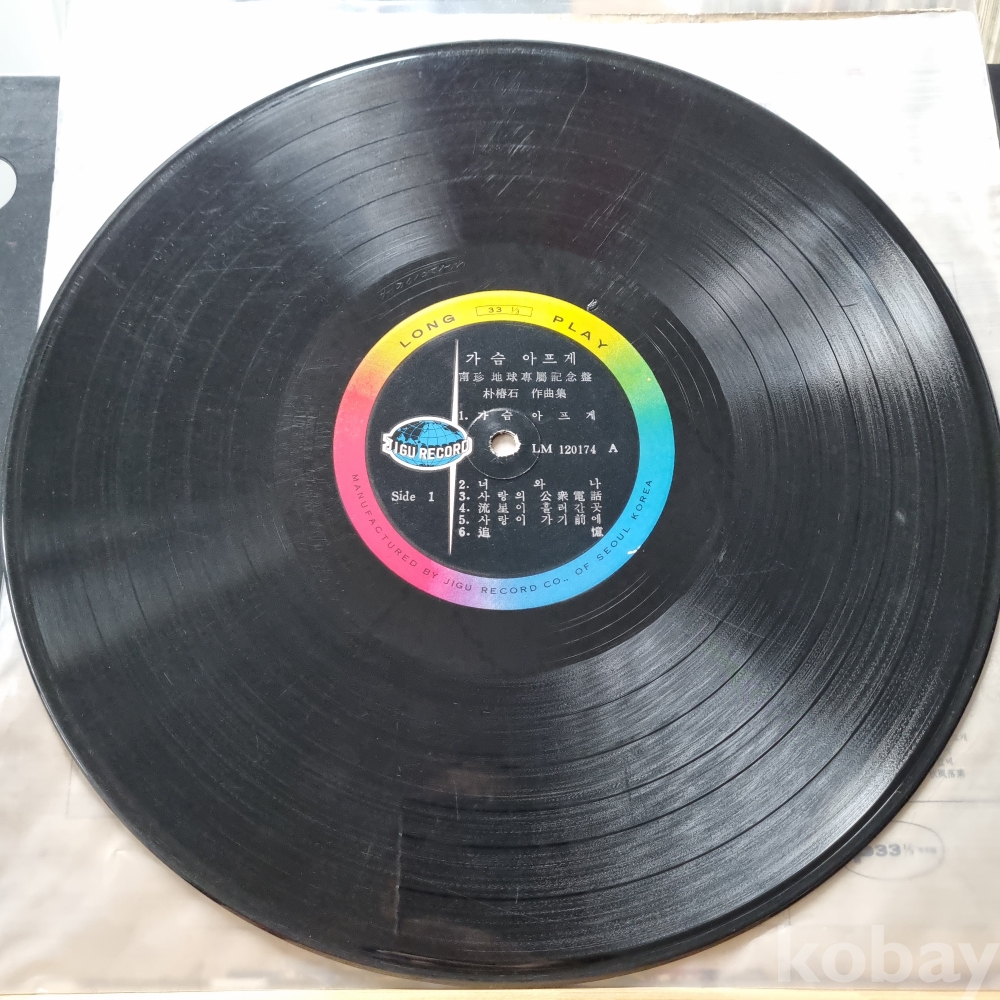 LONG 33 ⅓ PLAY
가슴 아프게
南珍 地球專屬記念盤
朴椿石 作曲集
1. 가슴아프게
JIGU RECORD
LM 120174 A
Side 1
2. 너와나
3. 사랑의 公衆電話
4. 流星이 흘러간곳
5. 사랑이 가기前에
6. 追憶
MANUFACTURED BY JIGU RECORD CO., OF SEOUL KOREA
33⅓
kobay